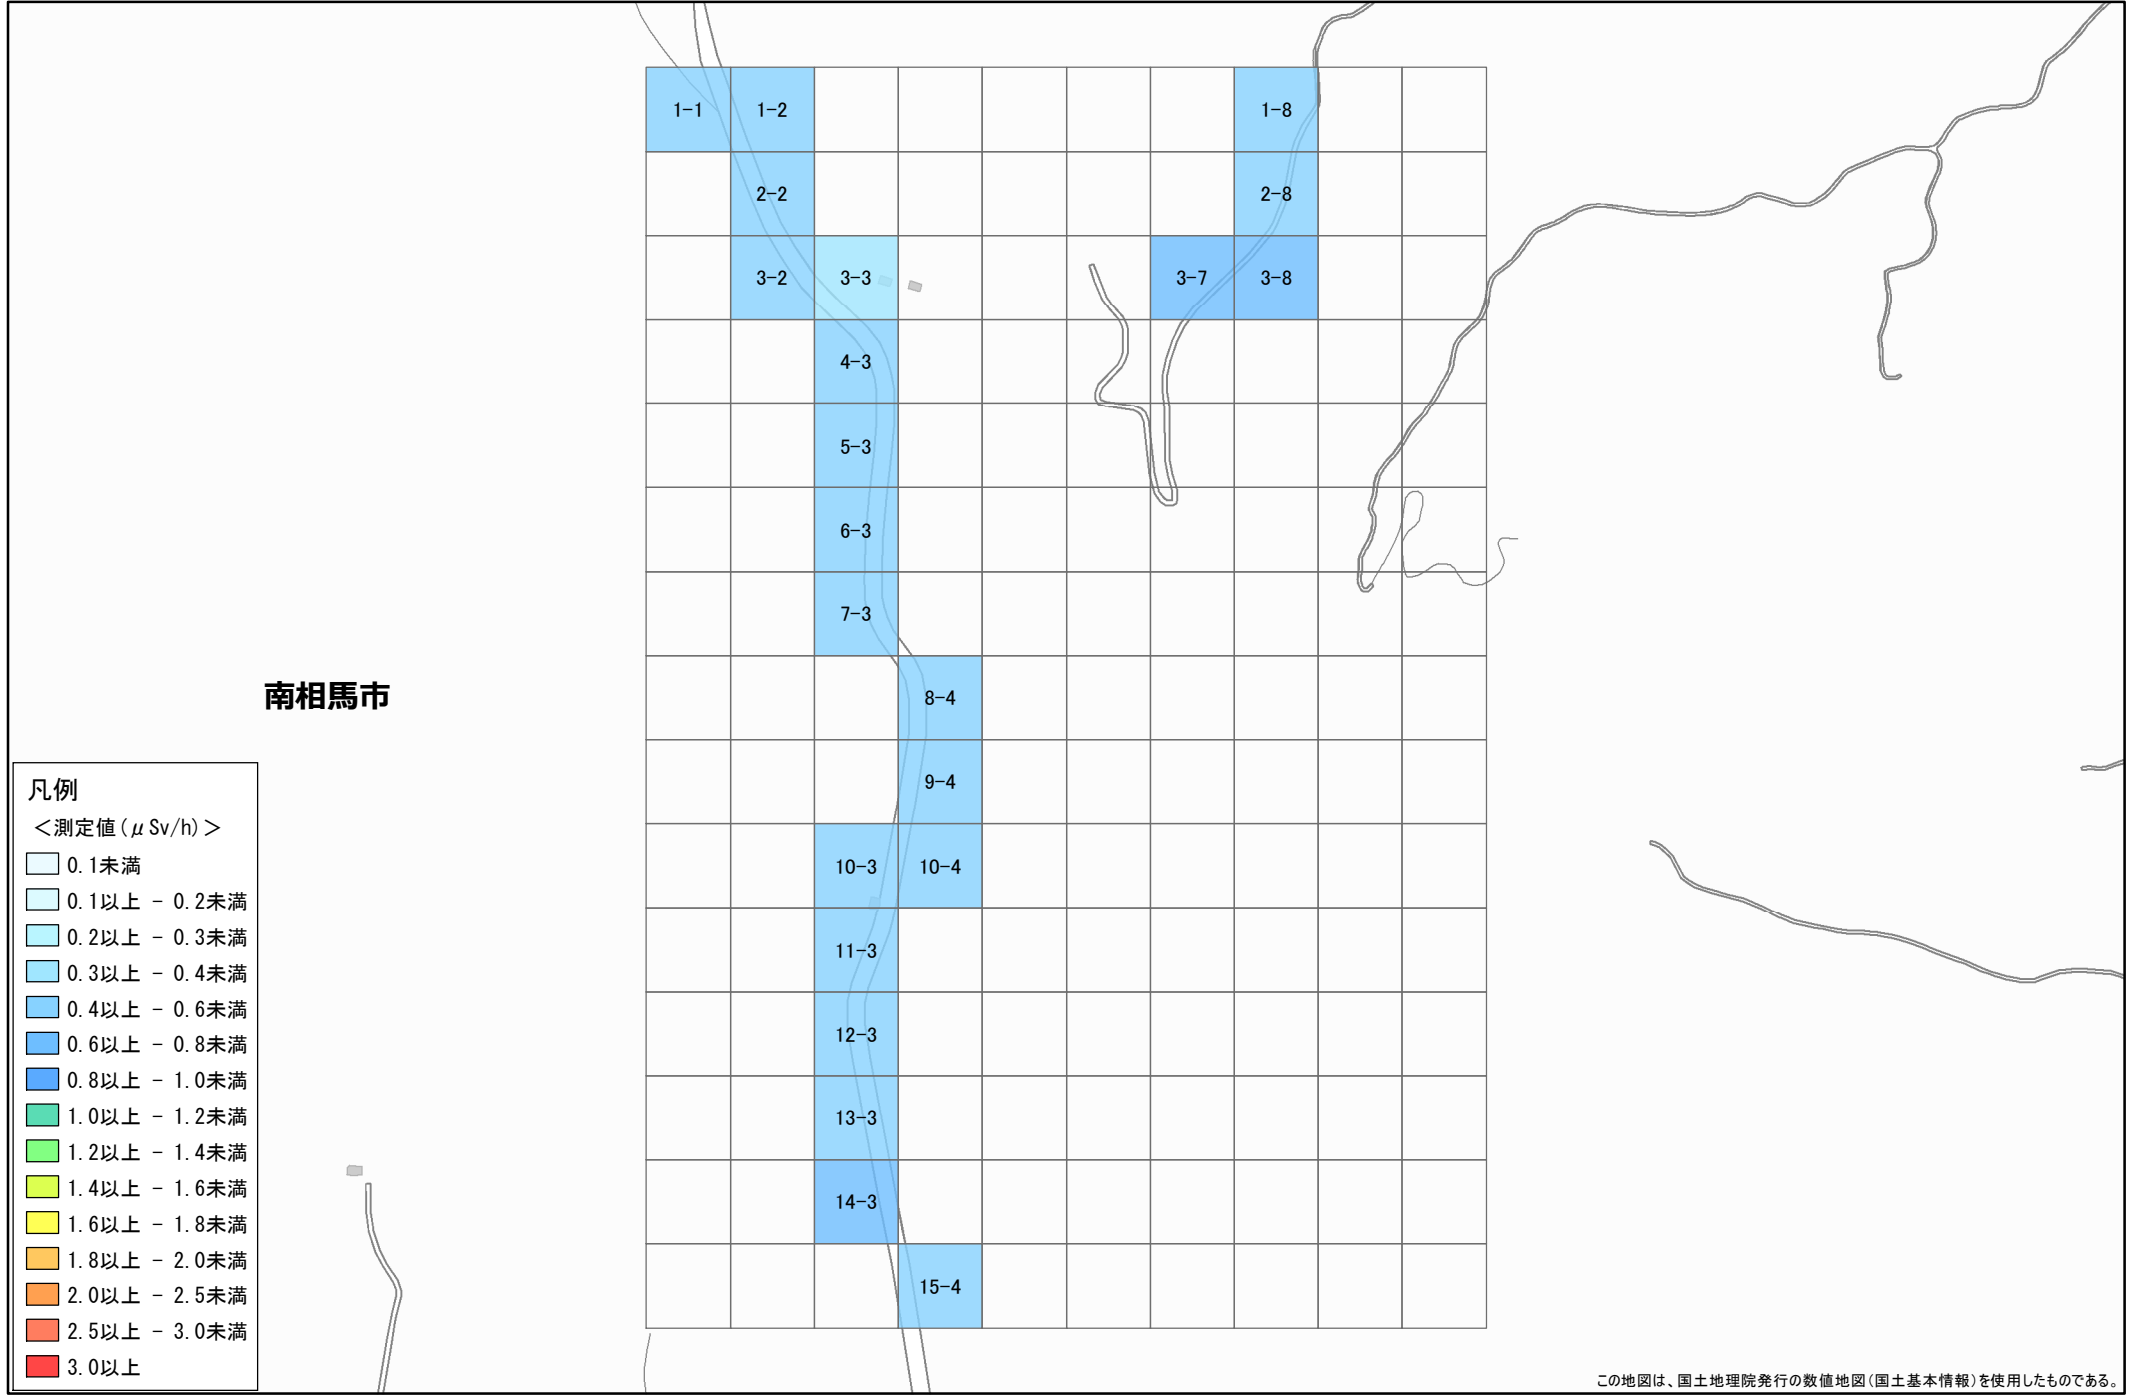 1-1 1-2 1-8
2-2 2-8
3-2 3-3 3-7 3-8
4-3
5-3
6-3
7-3
8-4
南相馬市
9-4
10-3 10-4
11-3
12-3
13-3
14-3
15-4
凡例
＜測定値(μSv/h)＞
0.1未満
0.1以上 - 0.2未満
0.2以上 - 0.3未満
0.3以上 - 0.4未満
0.4以上 - 0.6未満
0.6以上 - 0.8未満
0.8以上 - 1.0未満
1.0以上 - 1.2未満
1.2以上 - 1.4未満
1.4以上 - 1.6未満
1.6以上 - 1.8未満
1.8以上 - 2.0未満
2.0以上 - 2.5未満
2.5以上 - 3.0未満
3.0以上
この地図は、国土地理院発行の数値地図(国土基本情報)を使用したものである。